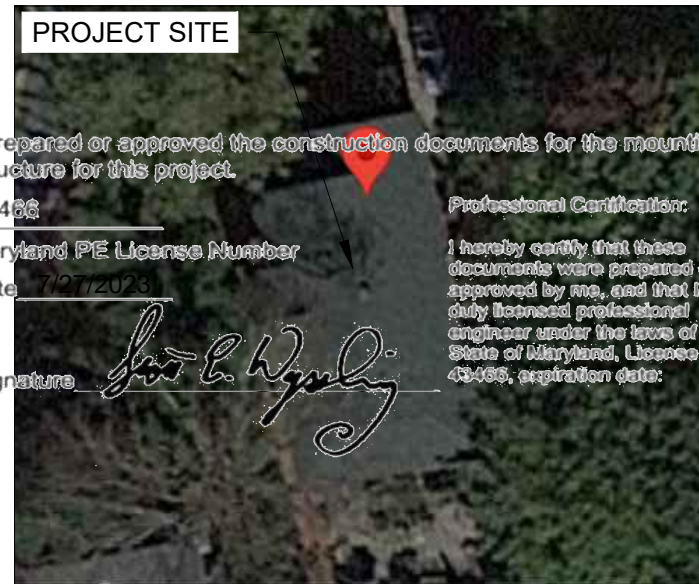 PROJECT SITE
repared or approved the construction documents for the mounti
ucture for this project.
466
ryland PE License Number
te 7/27/2023
gnature
Professional Certification:
I hereby certify that these
documents were prepared
approved by me, and that
duly licensed professional
engineer under the laws of
State of Maryland, License
43466, expiration date: